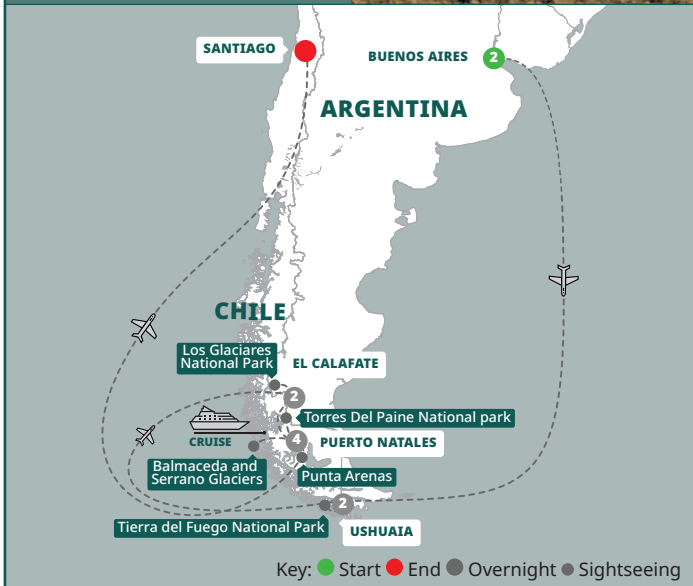 SANTIAGO
BUENOS AIRES
2
ARGENTINA
CHILE
Los Glaciares
National Park
EL CALAFATE
2
Torres Del Paine National park
CRUISE
4
PUERTO NATALES
Balmaceda and
Serrano Glaciers
Punta Arenas
2
Tierra del Fuego National Park
USHUAIA
Key: Start End Overnight Sightseeing